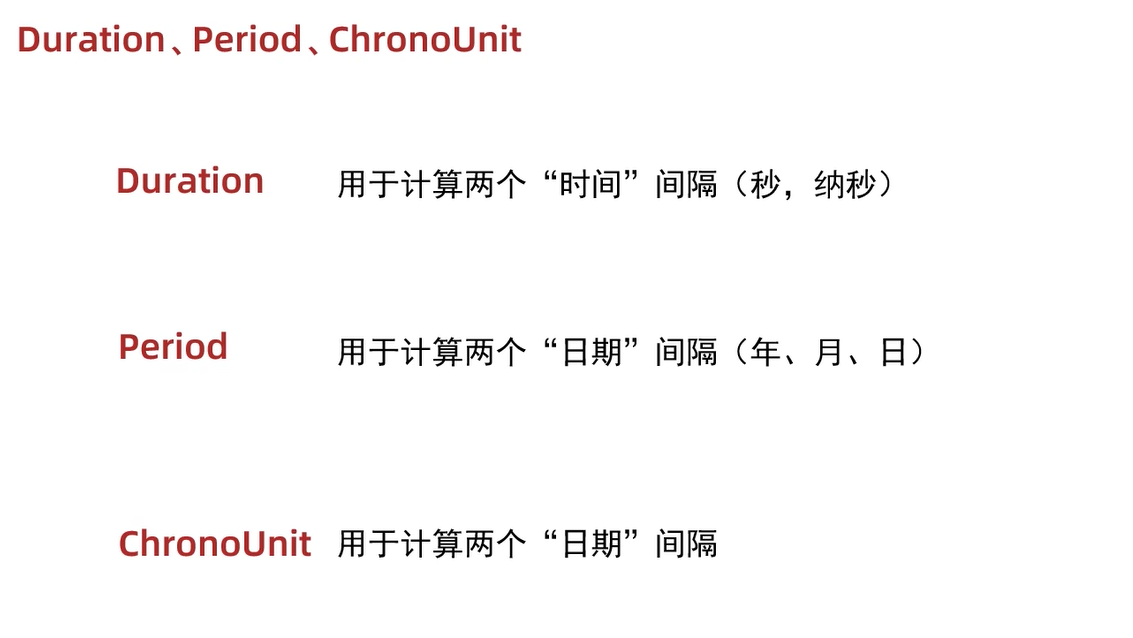 Duration、Period、ChronoUnit
Duration 用于计算两个“时间”间隔（秒，纳秒）
Period 用于计算两个“日期”间隔（年、月、日）
ChronoUnit 用于计算两个“日期”间隔